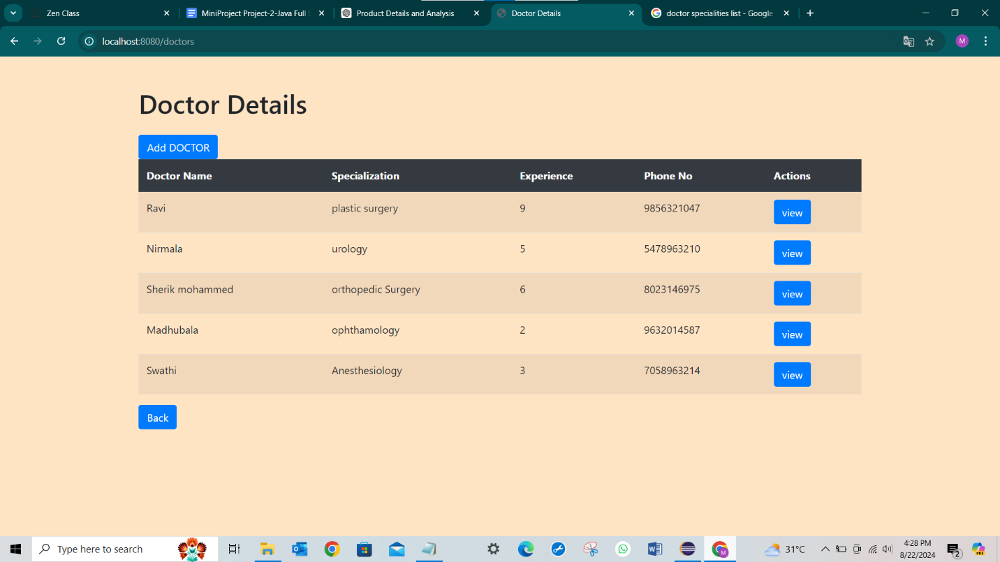 Zen Class
MiniProject Project-2-Java Full S
Product Details and Analysis
Doctor Details
doctor specialities list - Google
localhost:8080/doctors
M
Doctor Details
Add DOCTOR
Doctor Name Specialization Experience Phone No Actions
Ravi plastic surgery 9 9856321047 view
Nirmala urology 5 5478963210 view
Sherik mohammed orthopedic Surgery 6 8023146975 view
Madhubala ophthamology 2 9632014587 view
Swathi Anesthesiology 3 7058963214 view
Back
Type here to search
31°C
4:28 PM
8/22/2024
2
PRE